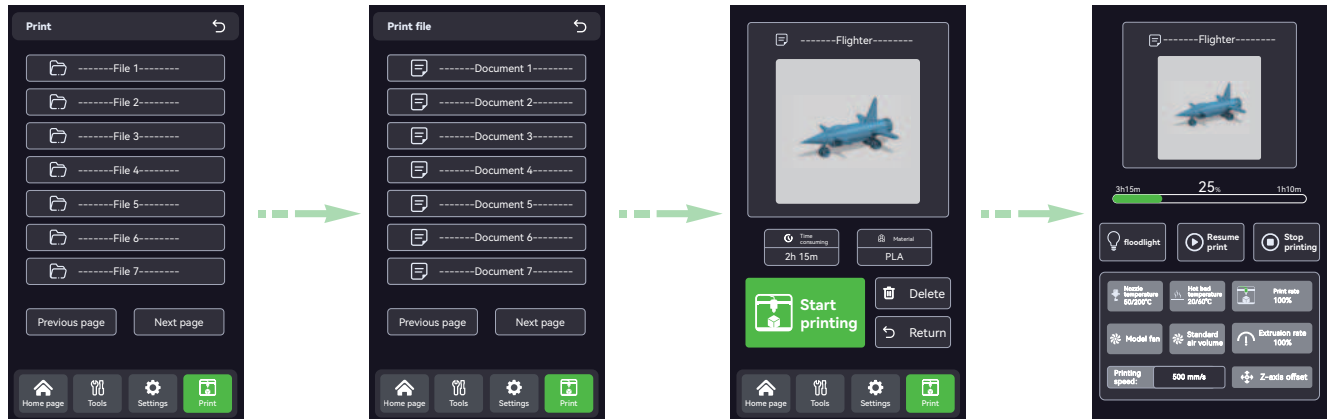 Print
-------File 1--------
-------File 2--------
-------File 3--------
-------File 4--------
-------File 5--------
-------File 6--------
-------File 7--------
Previous page
Next page
Home page
Tools
Settings
Print
Print file
-------Document 1--------
-------Document 2--------
-------Document 3--------
-------Document 4--------
-------Document 5--------
-------Document 6--------
-------Document 7--------
Previous page
Next page
Home page
Tools
Settings
Print
-------Flighter--------
Time
consuming
2h 15m
Material
PLA
Start
printing
Delete
Return
Home page
Tools
Settings
Print
-------Flighter--------
3h15m
25%
1h10m
floodlight
Resume
print
Stop
printing
Nozzle
temperature
60/200°C
Hot bed
temperature
20/60°C
Print rate
100%
Model fan
Standard
air volume
Extrusion rate
100%
Printing
speed:
500 mm/s
Z-axis offset